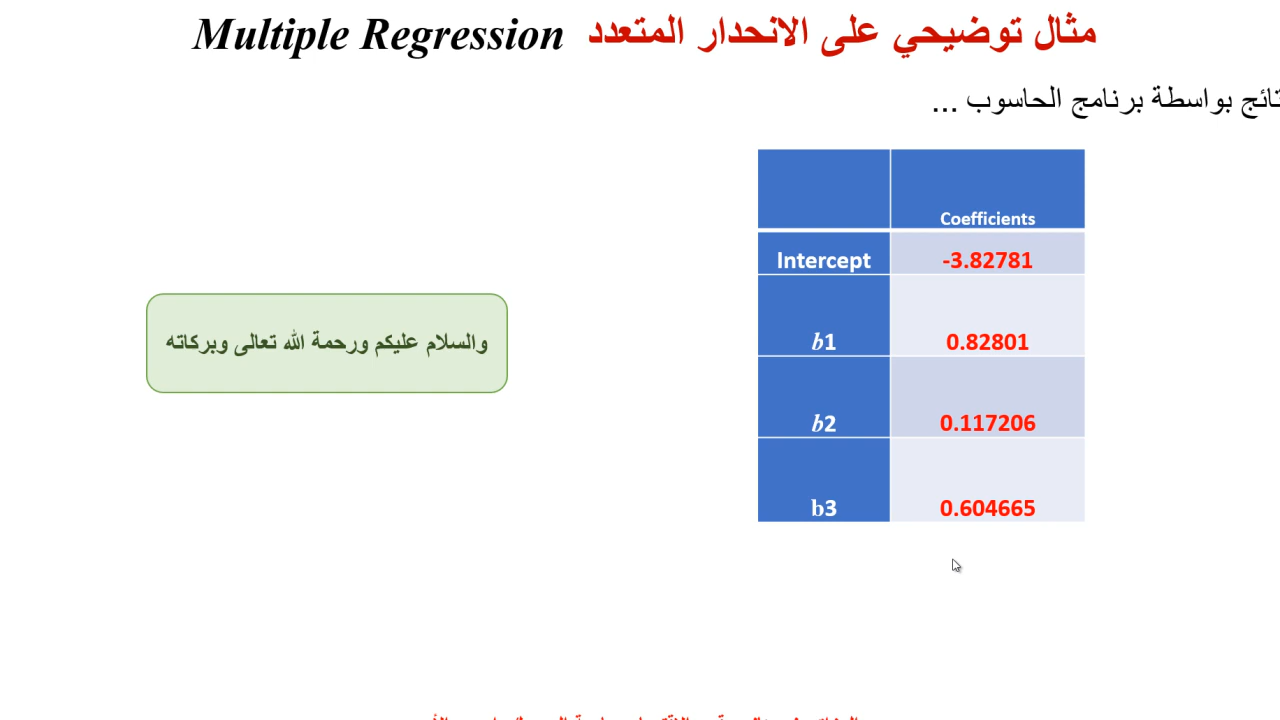 مثال توضيحي على الانحدار المتعدد Multiple Regression
بواسطة برنامج الحاسوب ...
Coefficients
Intercept -3.82781
b1 0.82801
b2 0.117206
b3 0.604665
والسلام عليكم ورحمة الله تعالى وبركاته